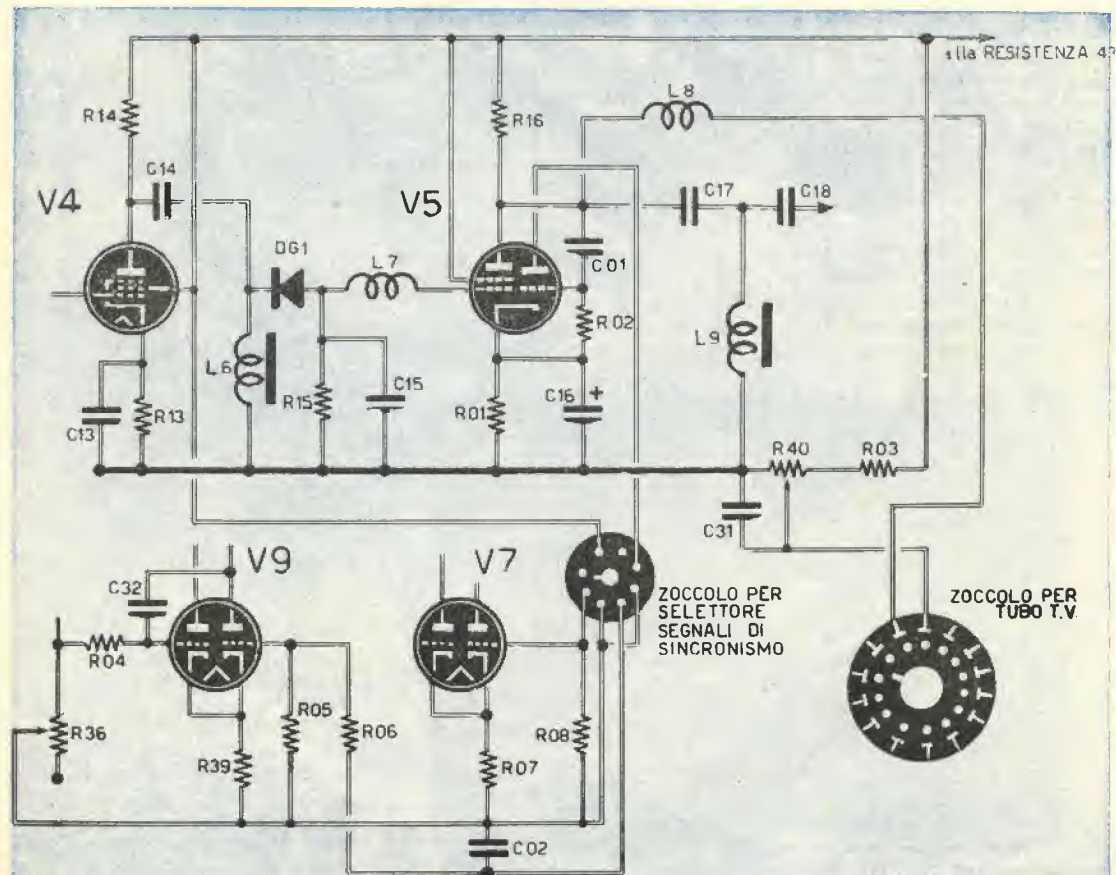 alla RESISTENZA 4
R14
R16
L8
C14
C17
C18
V4
V5
DG1
L7
C01
R02
L9
L6
R15
C15
R01
C16
+
C13
R13
R40
R03
C31
V9
V7
C32
ZOCCOLO PER
SELETTORE
SEGNALI DI
SINCRONISMO
ZOCCOLO PER
TUBO T.V.
R04
R05
R06
R08
R36
R39
R07
C02